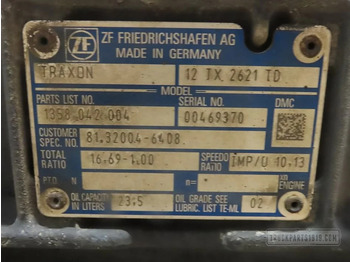 ZF FRIEDRICHSHAFEN AG
ZF
MADE IN GERMANY
TRAXON 12 TX 2621 TD
MODEL
PARTS LIST NO. SERIAL NO. DMC
1358 042 004 00469370
CUSTOMER SPEC. NO. 81.32004-6408
TOTAL RATIO 16.69-1.00 SPEEDO RATIO IMP/U 10.13
PTO N n= ENGINE
OIL CAPACITY IN LITERS 23.5 OIL GRADE SEE LUBRIC. LIST TE-ML 02